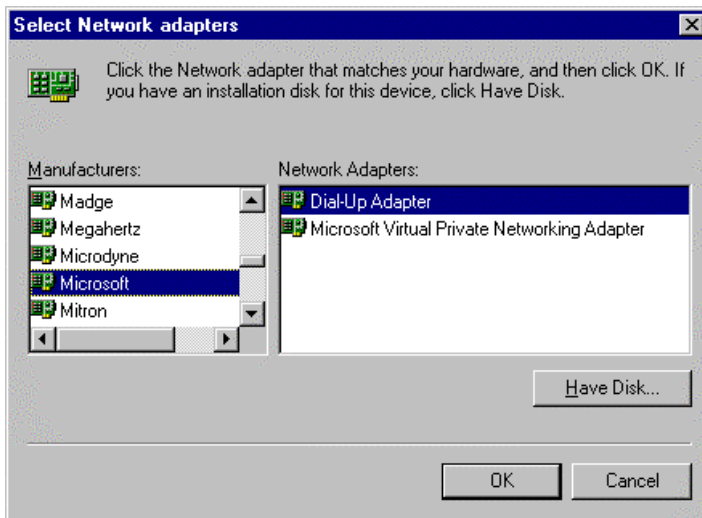 Select Network adapters
Click the Network adapter that matches your hardware, and then click OK. If
you have an installation disk for this device, click Have Disk.
Manufacturers:
Madge
Megahertz
Microdyne
Microsoft
Mitron
Network Adapters:
Dial-Up Adapter
Microsoft Virtual Private Networking Adapter
Have Disk...
OK
Cancel